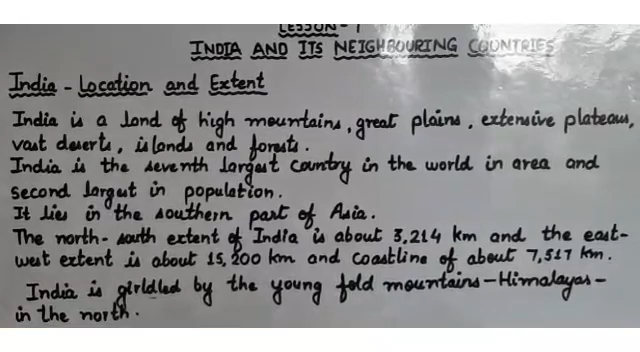 LESSON - 1
INDIA AND ITS NEIGHBOURING COUNTRIES
India - Location and Extent
India is a land of high mountains, great plains, extensive plateaus,
vast deserts, islands and forests.
India is the seventh largest country in the world in area and
second largest in population.
It lies in the southern part of Asia.
The north-south extent of India is about 3,214 km and the east-
west extent is about 15,200 km and coastline of about 7,517 km.
India is girldled by the young fold mountains-Himalayas-
in the north.